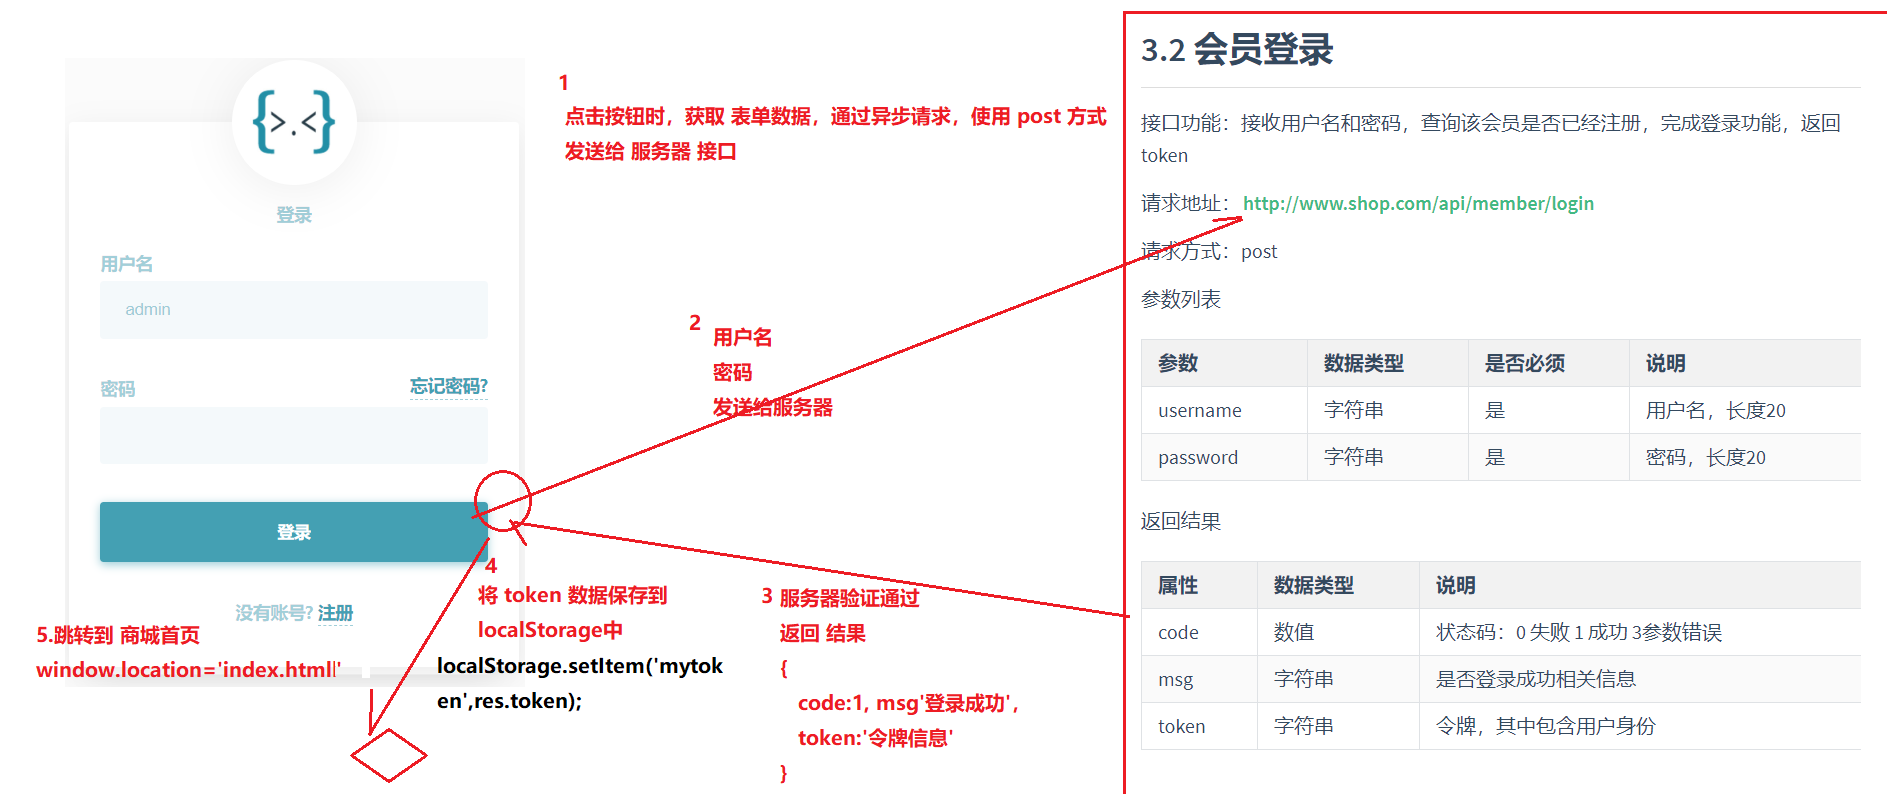 {>.<}
登录
用户名
admin
密码
忘记密码?
登录
没有账号? 注册
1
点击按钮时，获取 表单数据，通过异步请求，使用 post 方式
发送给 服务器 接口
2
用户名
密码
发送给服务器
3 服务器验证通过
返回 结果
{
code:1, msg'登录成功',
token:'令牌信息'
}
4
将 token 数据保存到
localStorage中
localStorage.setItem('mytok
en',res.token);
5.跳转到 商城首页
window.location='index.html'
3.2 会员登录
接口功能：接收用户名和密码，查询该会员是否已经注册，完成登录功能，返回
token
请求地址：http://www.shop.com/api/member/login
请求方式：post
参数列表
参数 数据类型 是否必须 说明
username 字符串 是 用户名，长度20
password 字符串 是 密码，长度20
返回结果
属性 数据类型 说明
code 数值 状态码：0 失败 1 成功 3参数错误
msg 字符串 是否登录成功相关信息
token 字符串 令牌，其中包含用户身份